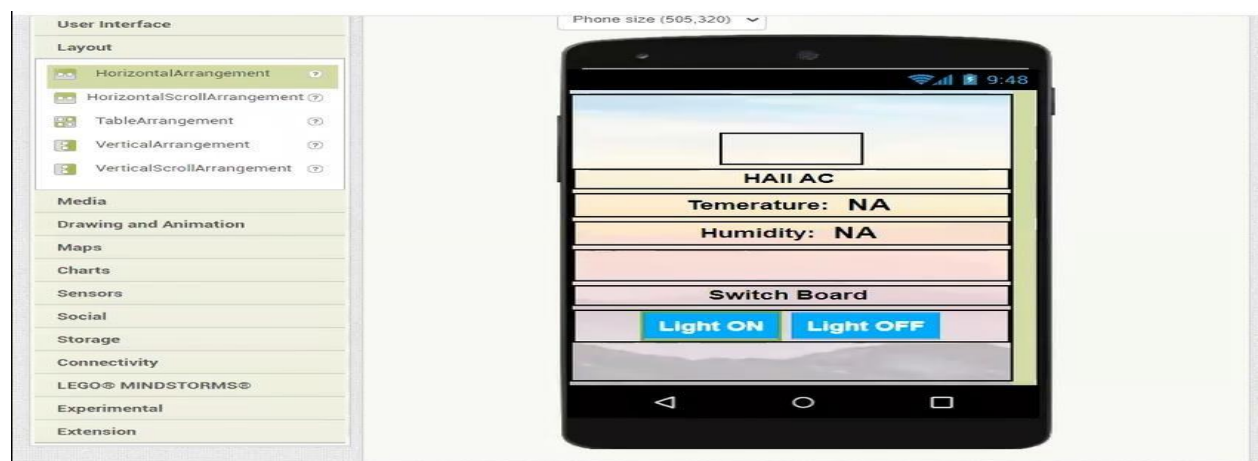 User Interface
Layout
HorizontalArrangement ?
HorizontalScrollArrangement ?
TableArrangement ?
VerticalArrangement ?
VerticalScrollArrangement ?
Media
Drawing and Animation
Maps
Charts
Sensors
Social
Storage
Connectivity
LEGO® MINDSTORMS®
Experimental
Extension
Phone size (505,320)
9:48
HAll AC
Temerature: NA
Humidity: NA
Switch Board
Light ON Light OFF